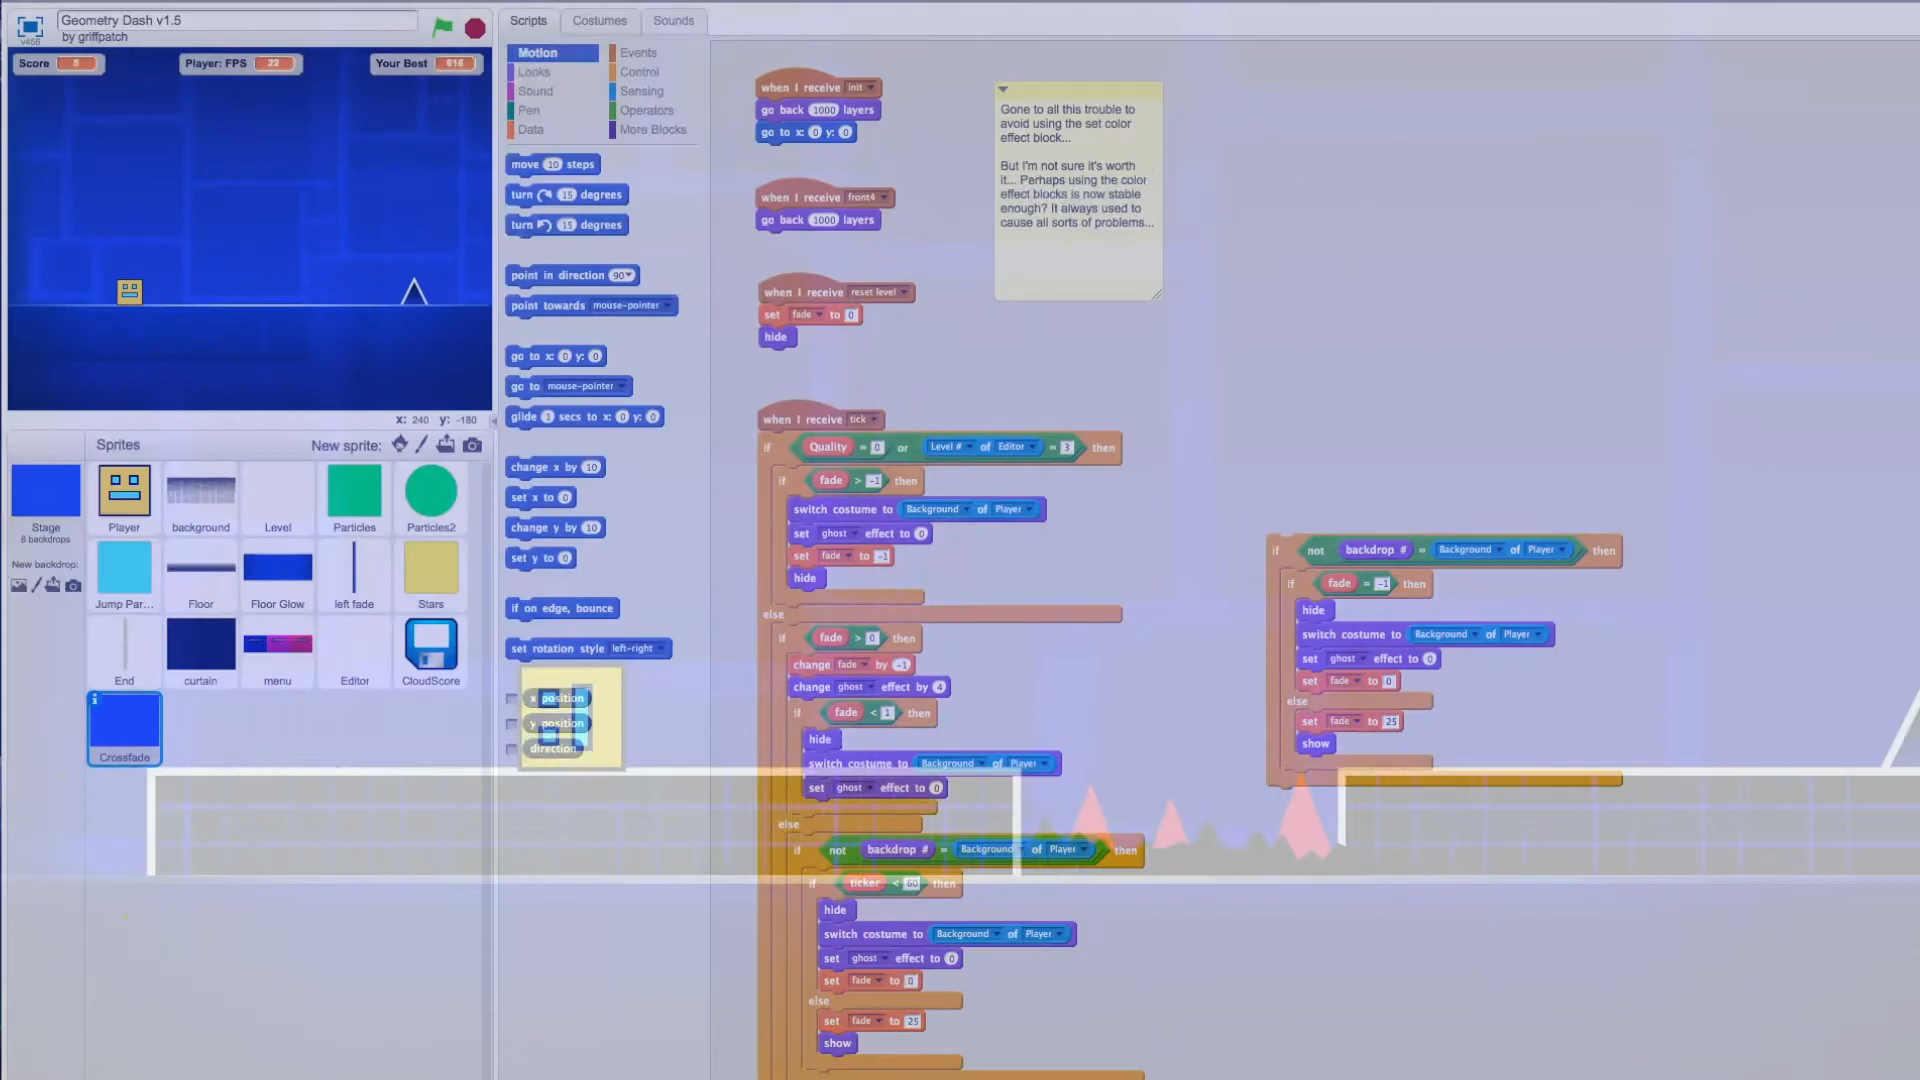 Geometry Dash v1.5
by griffpatch
v456
Score 5
Player: FPS 22
Your Best 616
x: 240 y: -180
Sprites
New sprite:
Stage
8 backdrops
New backdrop:
Player
background
Level
Particles
Particles2
Jump Par...
Floor
Floor Glow
left fade
Stars
End
curtain
menu
Editor
CloudScore
Crossfade
Scripts
Costumes
Sounds
Motion
Looks
Sound
Pen
Data
Events
Control
Sensing
Operators
More Blocks
move 10 steps
turn 15 degrees
turn 15 degrees
point in direction 90
point towards mouse-pointer
go to x: 0 y: 0
go to mouse-pointer
glide 1 secs to x: 0 y: 0
change x by 10
set x to 0
change y by 10
set y to 0
if on edge, bounce
set rotation style left-right
x position
y position
direction
when I receive init
go back 1000 layers
go to x: 0 y: 0
when I receive front4
go back 1000 layers
when I receive reset level
set fade to 0
hide
Gone to all this trouble to
avoid using the set color
effect block...
But I'm not sure it's worth
it... Perhaps using the color
effect blocks is now stable
enough? It always used to
cause all sorts of problems...
when I receive tick
if Quality = 0 or Level # of Editor = 3 then
if fade > -1 then
switch costume to Background of Player
set ghost effect to 0
set fade to -1
hide
else
if fade > 0 then
change fade by -1
change ghost effect by 4
if fade < 1 then
hide
switch costume to Background of Player
set ghost effect to 0
else
if not backdrop # = Background of Player then
if ticker < 60 then
hide
switch costume to Background of Player
set ghost effect to 0
set fade to 0
else
set fade to 25
show
if not backdrop # = Background of Player then
if fade = -1 then
hide
switch costume to Background of Player
set ghost effect to 0
set fade to 0
else
set fade to 25
show